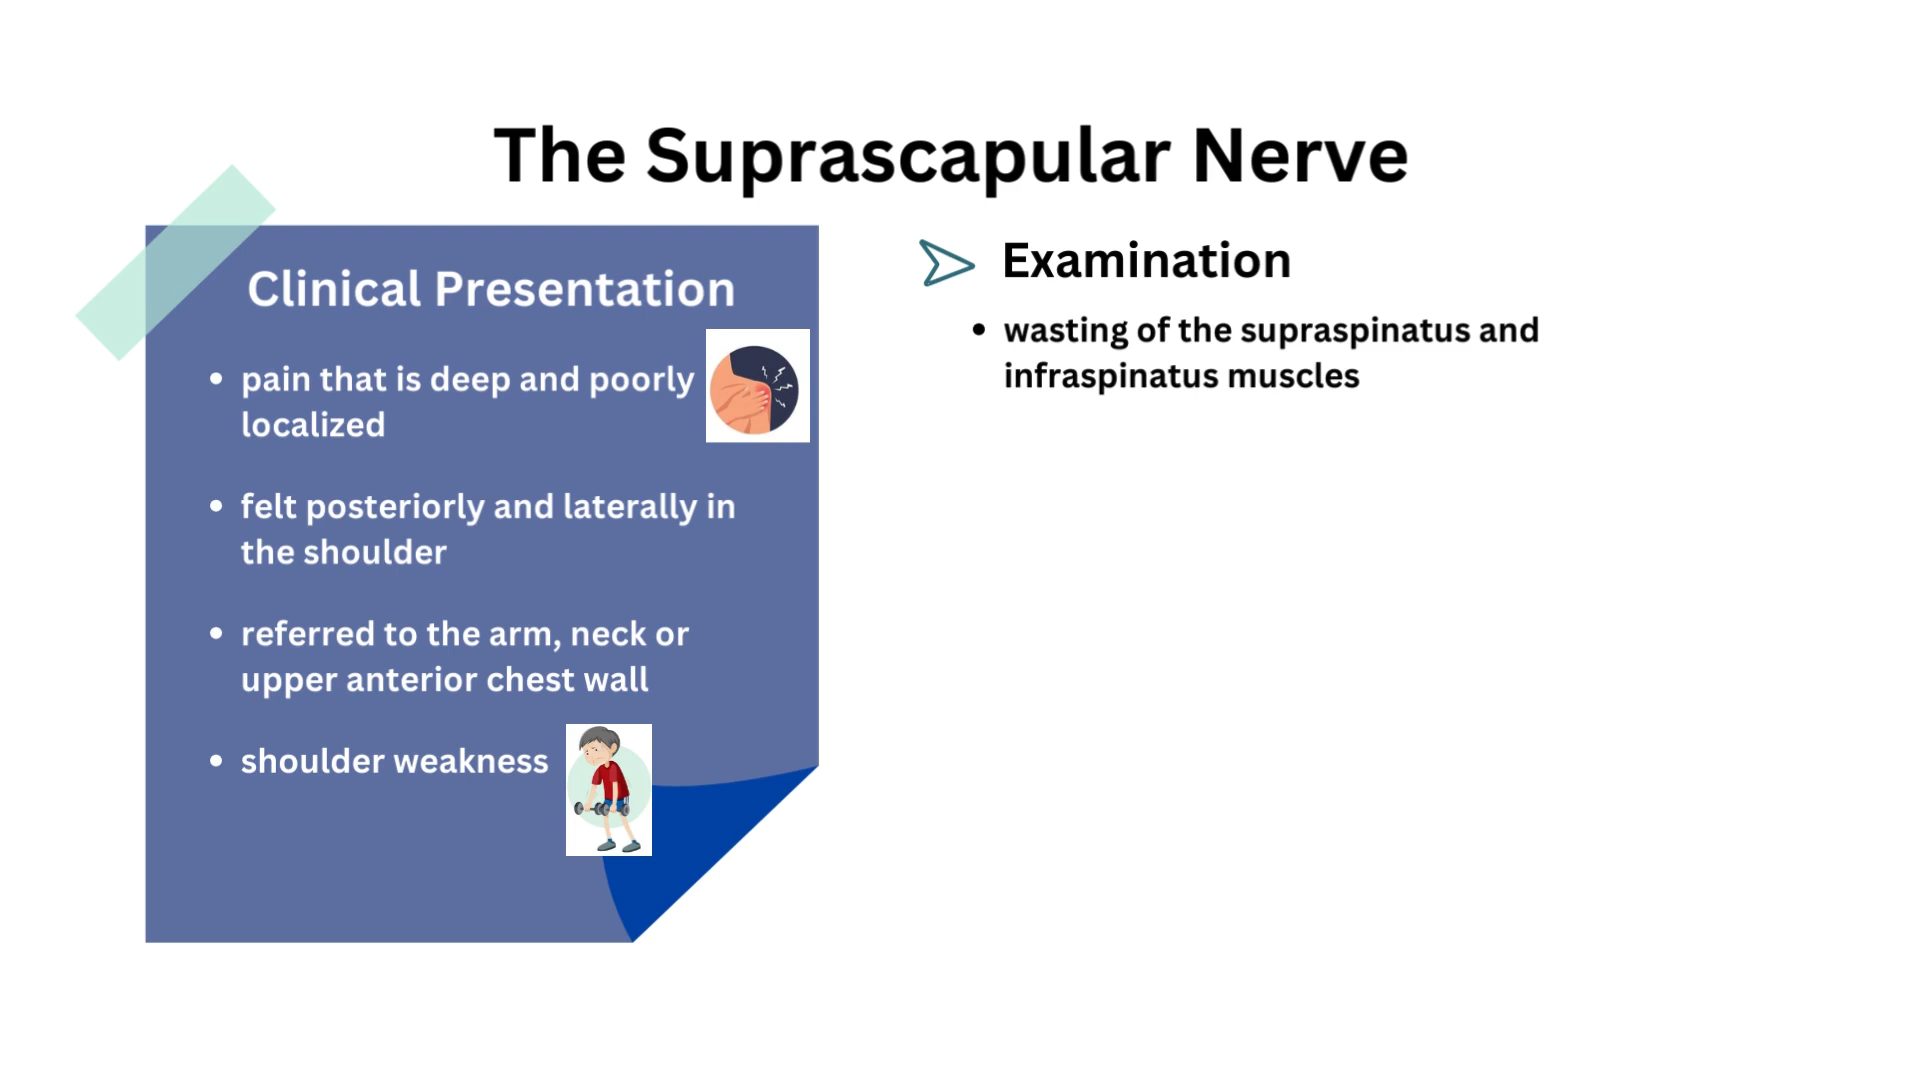 The Suprascapular Nerve
Clinical Presentation
• pain that is deep and poorly
localized
• felt posteriorly and laterally in
the shoulder
• referred to the arm, neck or
upper anterior chest wall
• shoulder weakness
Examination
• wasting of the supraspinatus and
infraspinatus muscles